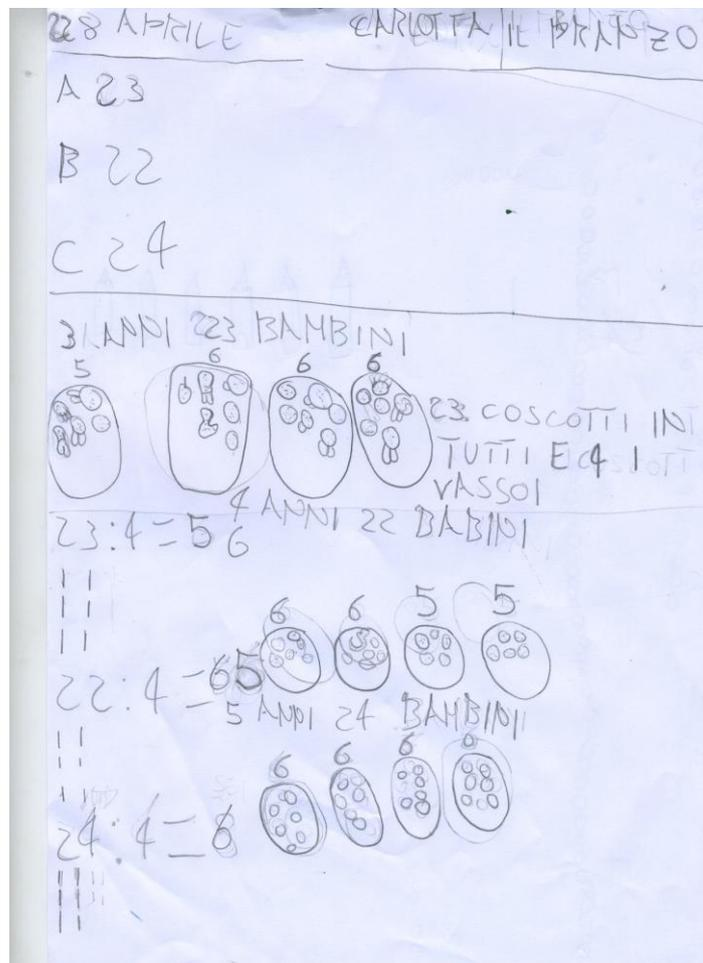 28 APRILE CARLOTTA IL PRANZO
A 23
B 22
C 24
3 ANNI 23 BAMBINI
5 6 6 6
23 COSCOTTI IN
TUTTI E 4 I
VASSOI
4 ANNI 22 BABINI
23:4=5 6
6 6 5 5
22:4=65
5 ANNI 24 BAMBINI
6 6 6 6
24:4=6